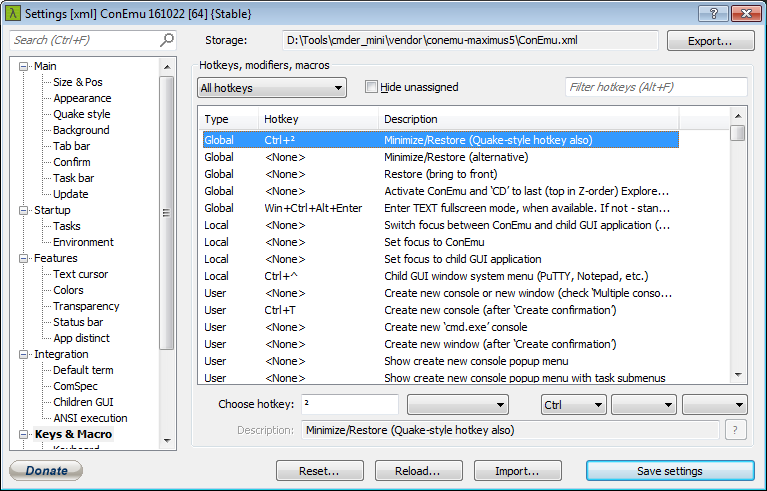 Settings [xml] ConEmu 161022 [64] {Stable}
Search (Ctrl+F)
Storage:
D:\Tools\cmder_mini\vendor\conemu-maximus5\ConEmu.xml
Export...
Main
Size & Pos
Appearance
Quake style
Background
Tab bar
Confirm
Task bar
Update
Startup
Tasks
Environment
Features
Text cursor
Colors
Transparency
Status bar
App distinct
Integration
Default term
ComSpec
Children GUI
ANSI execution
Keys & Macro
Keyboard
Donate
Hotkeys, modifiers, macros
All hotkeys
Hide unassigned
Filter hotkeys (Alt+F)
Type Hotkey Description
Global Ctrl+² Minimize/Restore (Quake-style hotkey also)
Global <None> Minimize/Restore (alternative)
Global <None> Restore (bring to front)
Global <None> Activate ConEmu and ‘CD’ to last (top in Z-order) Explore...
Global Win+Ctrl+Alt+Enter Enter TEXT fullscreen mode, when available. If not - stan...
Local <None> Switch focus between ConEmu and child GUI application (...
Local <None> Set focus to ConEmu
Local <None> Set focus to child GUI application
Local Ctrl+^ Child GUI window system menu (PuTTY, Notepad, etc.)
User <None> Create new console or new window (check ‘Multiple conso...
User Ctrl+T Create new console (after ‘Create confirmation’)
User <None> Create new ‘cmd.exe’ console
User <None> Create new window (after ‘Create confirmation’)
User <None> Show create new console popup menu
User <None> Show create new console popup menu with task submenus
Choose hotkey: ² Ctrl
Description: Minimize/Restore (Quake-style hotkey also) ?
Reset... Reload... Import... Save settings